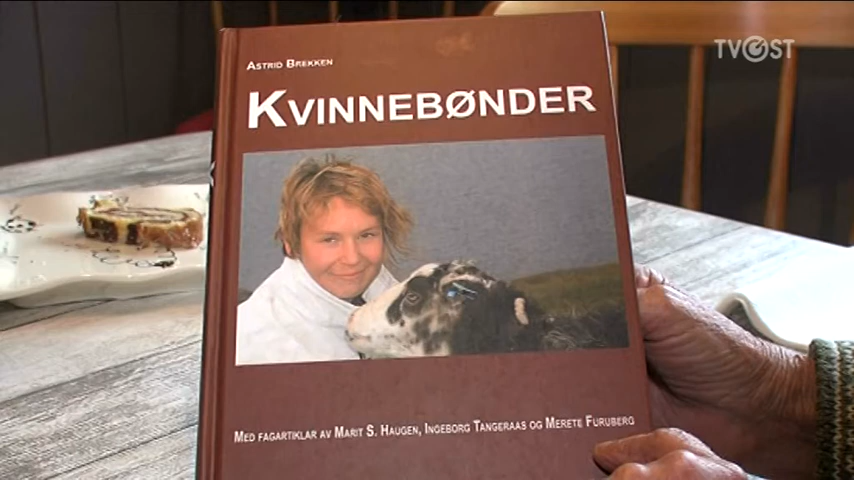 TVØST
ASTRID BREKKEN
KVINNEBØNDER
MED FAGARTIKLAR AV MARIT S. HAUGEN, INGEBORG TANGERAAS OG MERETE FURUBERG